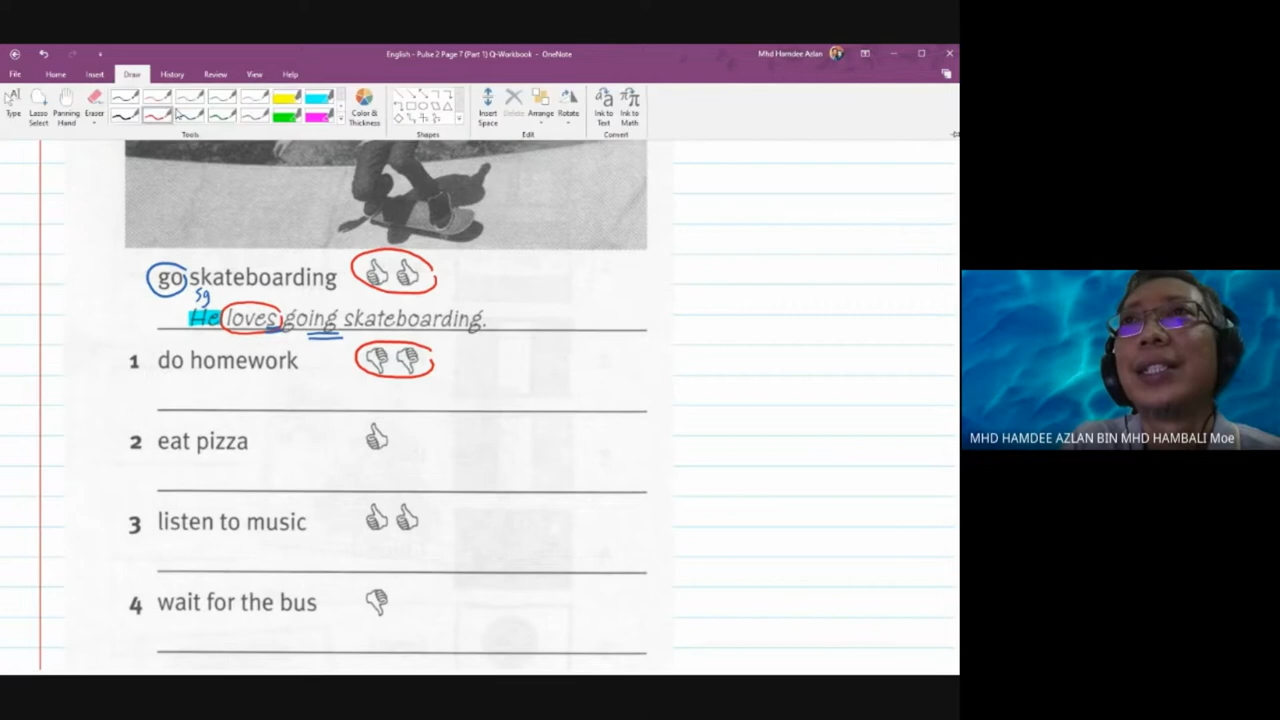 English - Pulse 2 Page 7 (Part 1) Q-Workbook - OneNote
Mhd Hamdee Azlan
File Home Insert Draw History Review View Help
Type
Lasso Select
Panning Hand
Eraser
Color & Thickness
Insert Space
Delete
Arrange
Rotate
Ink to Text
Ink to Math
Tools
Shapes
Edit
Convert
go skateboarding
sg
He loves going skateboarding.
1 do homework
2 eat pizza
3 listen to music
4 wait for the bus
MHD HAMDEE AZLAN BIN MHD HAMBALI Moe